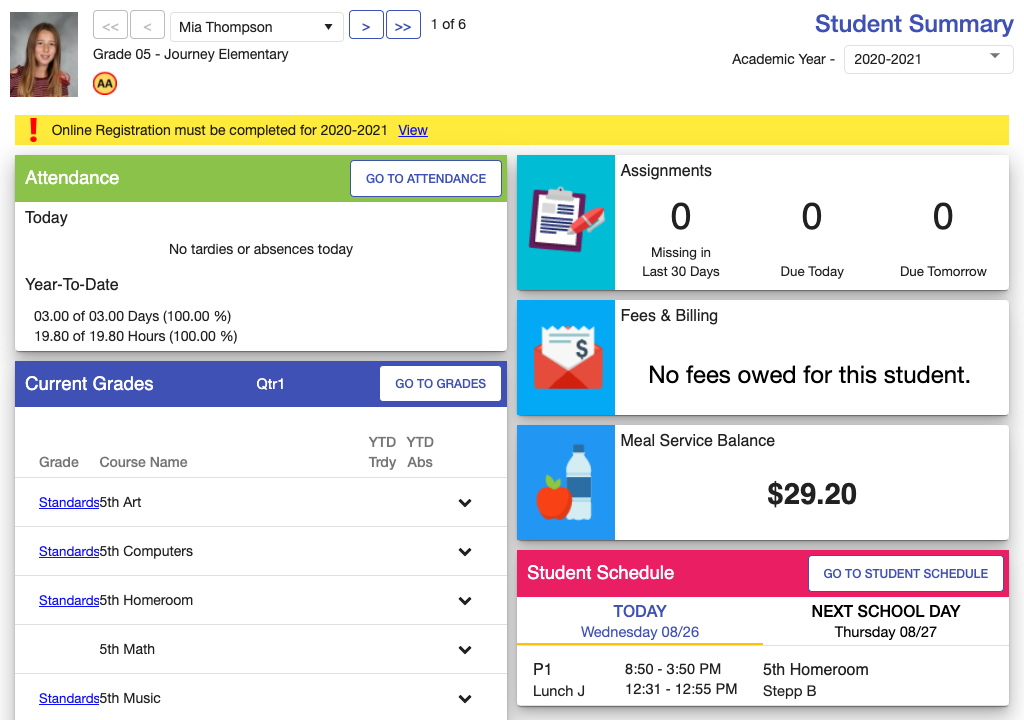 << < Mia Thompson > >> 1 of 6
Student Summary
Grade 05 - Journey Elementary
Academic Year - 2020-2021
AA
Online Registration must be completed for 2020-2021 View
Attendance GO TO ATTENDANCE
Today
No tardies or absences today
Year-To-Date
03.00 of 03.00 Days (100.00 %)
19.80 of 19.80 Hours (100.00 %)
Current Grades Qtr1 GO TO GRADES
YTD YTD
Grade Course Name Trdy Abs
Standards 5th Art
Standards 5th Computers
Standards 5th Homeroom
5th Math
Standards 5th Music
Assignments
0 0 0
Missing in
Last 30 Days Due Today Due Tomorrow
Fees & Billing
$
No fees owed for this student.
Meal Service Balance
$29.20
Student Schedule GO TO STUDENT SCHEDULE
TODAY NEXT SCHOOL DAY
Wednesday 08/26 Thursday 08/27
P1 8:50 - 3:50 PM 5th Homeroom
Lunch J 12:31 - 12:55 PM Stepp B